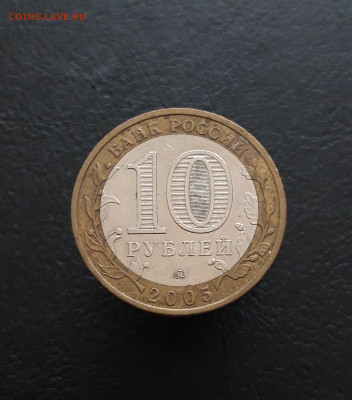 COINS.LAVE.RU
БАНК РОССИИ
10
РУБЛЕЙ
2005